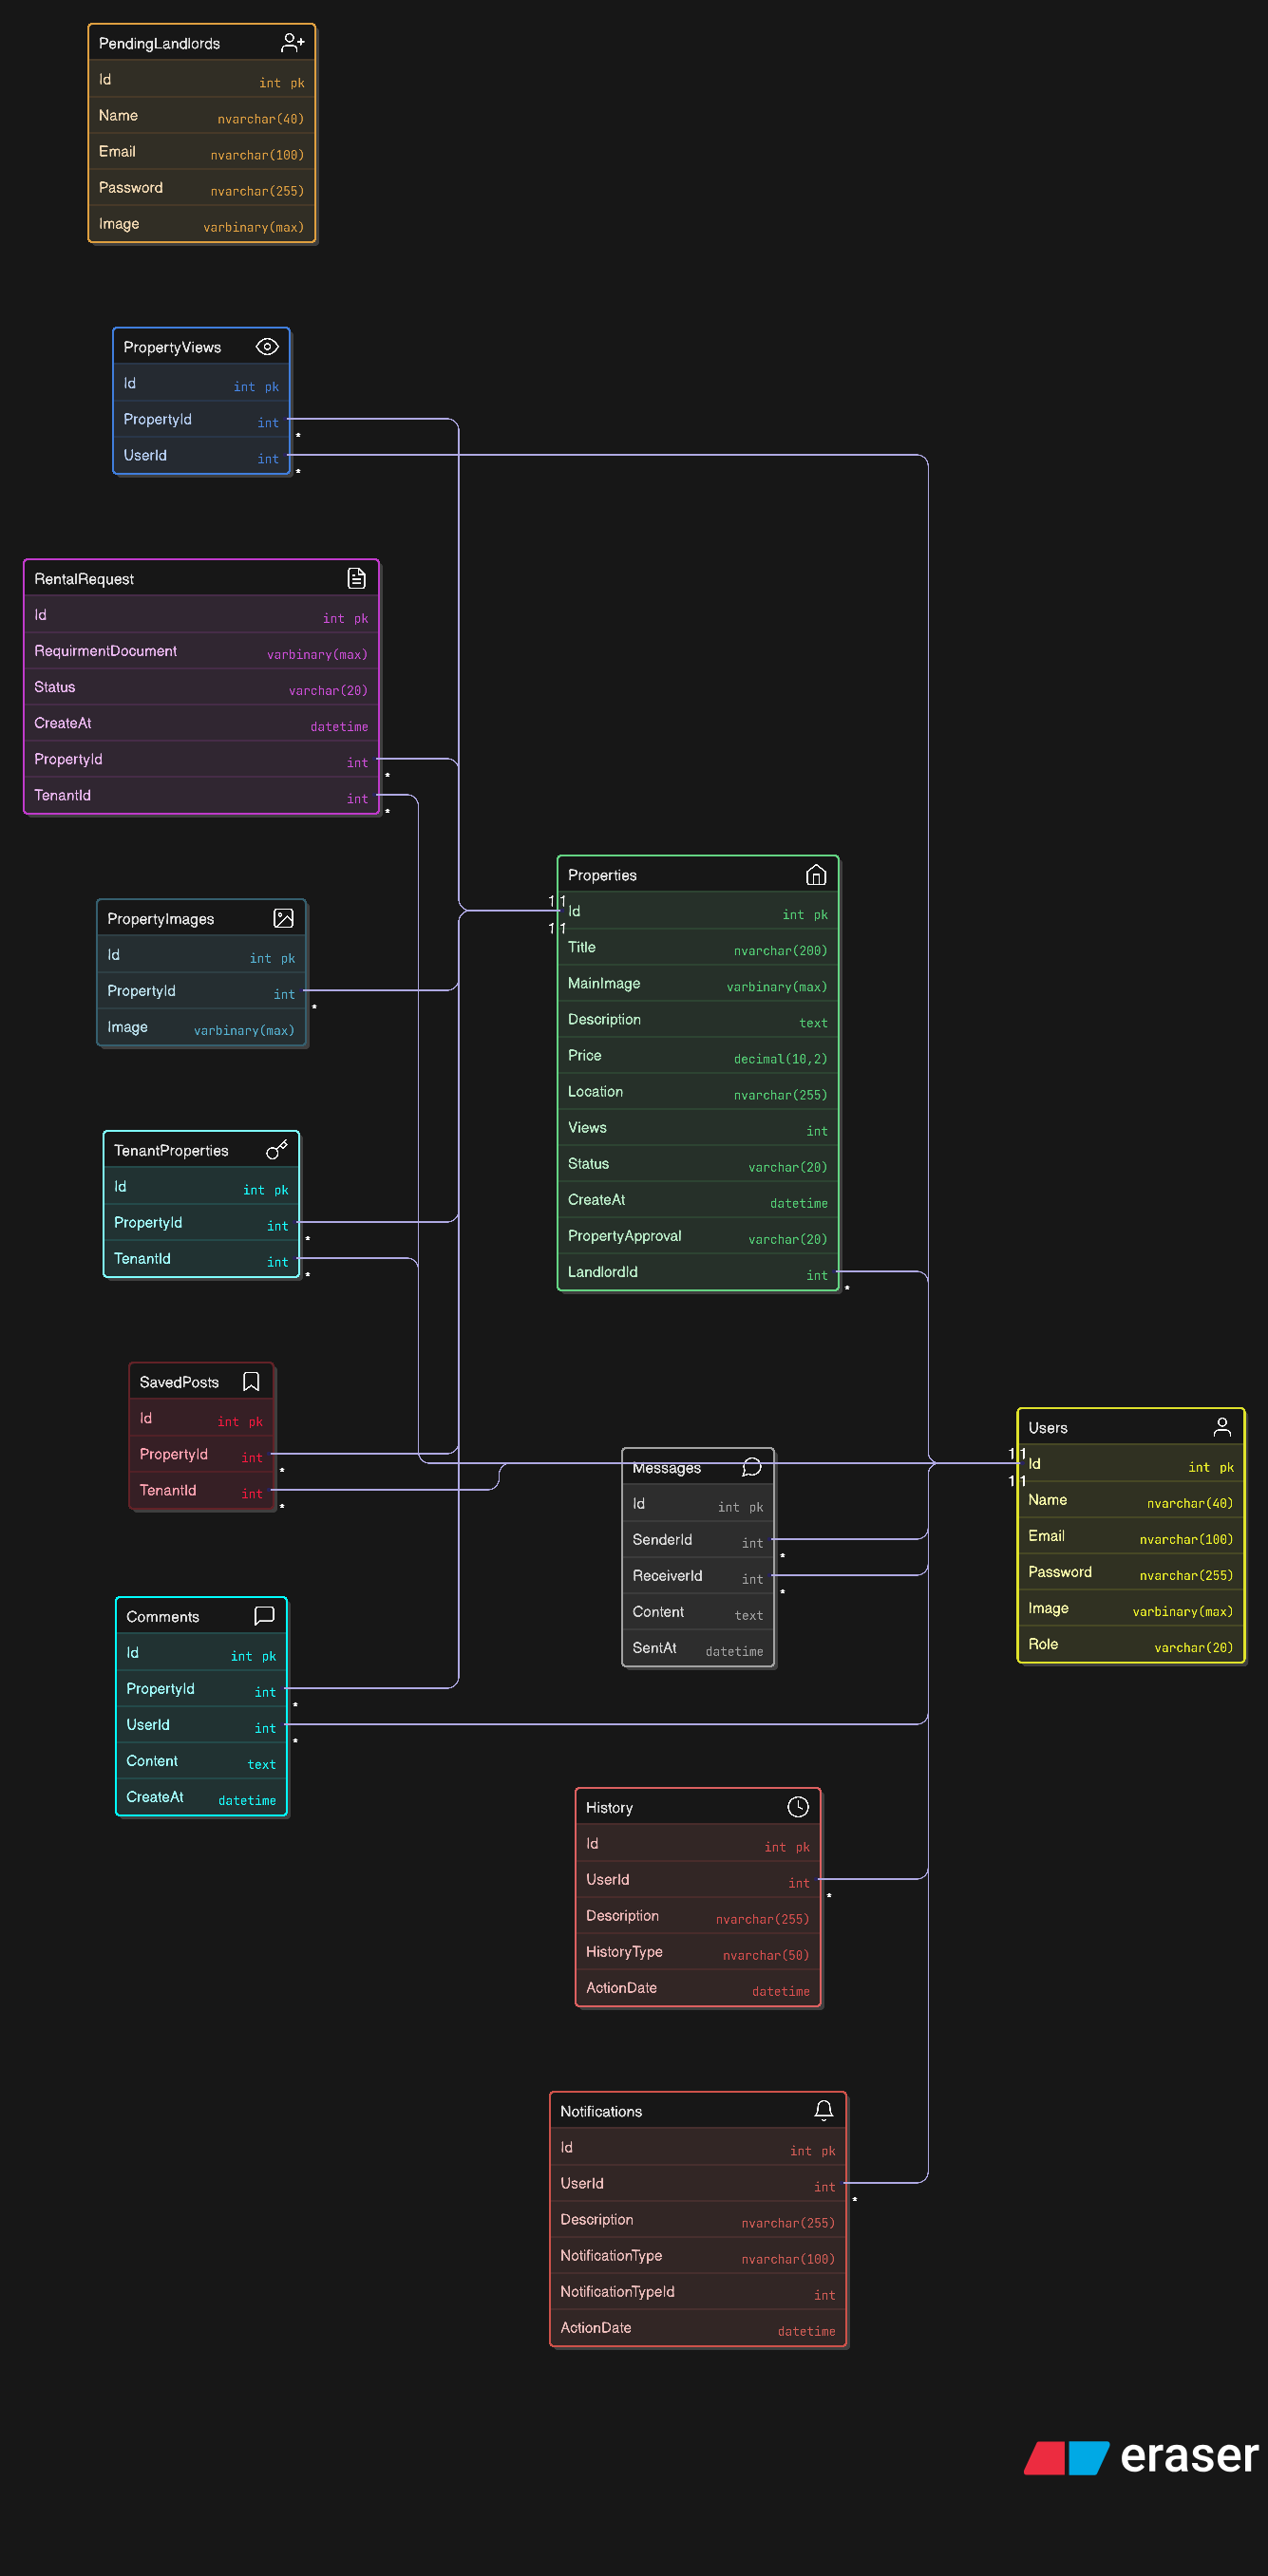 PendingLandlords
Id int pk
Name nvarchar(40)
Email nvarchar(100)
Password nvarchar(255)
Image varbinary(max)
PropertyViews
Id int pk
PropertyId int
*
UserId int
*
RentalRequest
Id int pk
RequirmentDocument varbinary(max)
Status varchar(20)
CreateAt datetime
PropertyId int
*
TenantId int
*
PropertyImages
Id int pk
PropertyId int
*
Image varbinary(max)
TenantProperties
Id int pk
PropertyId int
*
TenantId int
*
SavedPosts
Id int pk
PropertyId int
*
TenantId int
*
Comments
Id int pk
PropertyId int
*
UserId int
*
Content text
CreateAt datetime
Properties
1 1
Id int pk
1 1
Title nvarchar(200)
MainImage varbinary(max)
Description text
Price decimal(10,2)
Location nvarchar(255)
Views int
Status varchar(20)
CreateAt datetime
PropertyApproval varchar(20)
LandlordId int
*
Messages
Id int pk
SenderId int
*
ReceiverId int
*
Content text
SentAt datetime
History
Id int pk
UserId int
*
Description nvarchar(255)
HistoryType nvarchar(50)
ActionDate datetime
Notifications
Id int pk
UserId int
*
Description nvarchar(255)
NotificationType nvarchar(100)
NotificationTypeId int
ActionDate datetime
Users
1 1
Id int pk
1 1
Name nvarchar(40)
Email nvarchar(100)
Password nvarchar(255)
Image varbinary(max)
Role varchar(20)
eraser